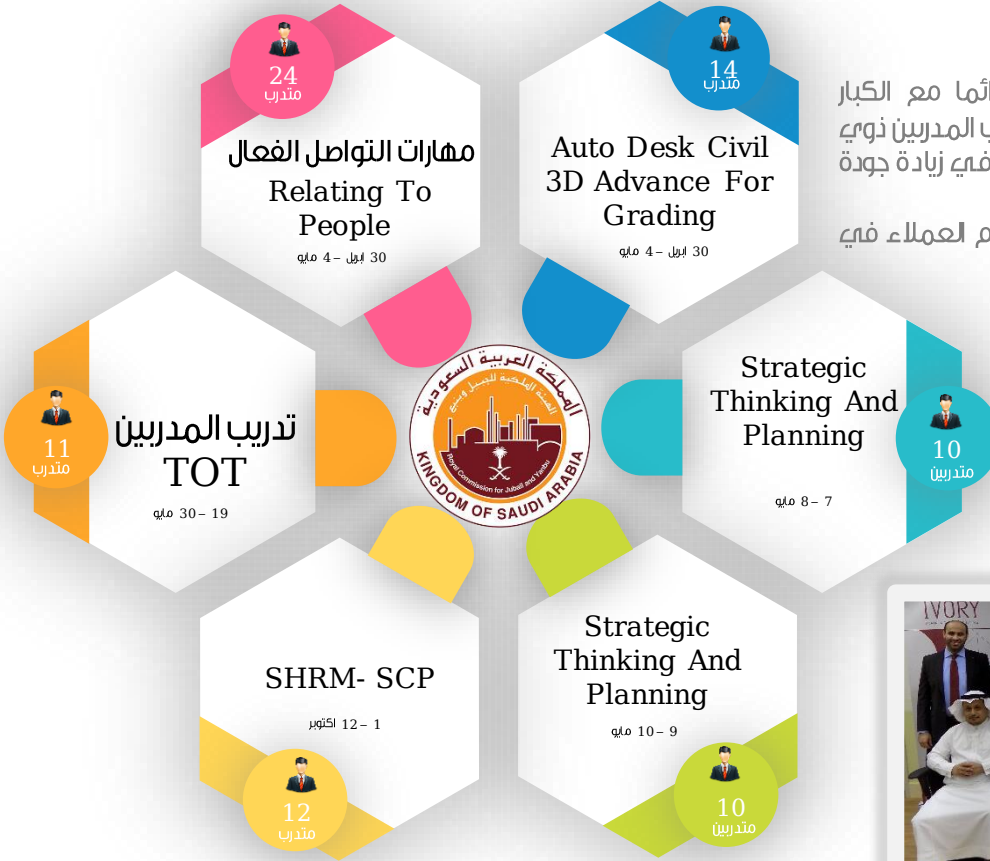 24
متدرب
مهارات التواصل الفعال
Relating To
People
30 ابريل – 4 مايو
14
متدرب
Auto Desk Civil
3D Advance For
Grading
30 ابريل – 4 مايو
مع الكبار
المدربين ذوي
في زيادة جودة
العملاء في
11
متدرب
تدريب المدربين
TOT
19 – 30 مايو
المملكة العربية السعودية
الهيئة الملكية للجبيل وينبع
Royal Commission for Jubail and Yanbu
KINGDOM OF SAUDI ARABIA
Strategic
Thinking And
Planning
7 – 8 مايو
10
متدربين
SHRM- SCP
1 – 12 اكتوبر
12
متدرب
Strategic
Thinking And
Planning
9 – 10 مايو
10
متدربين
IVORY